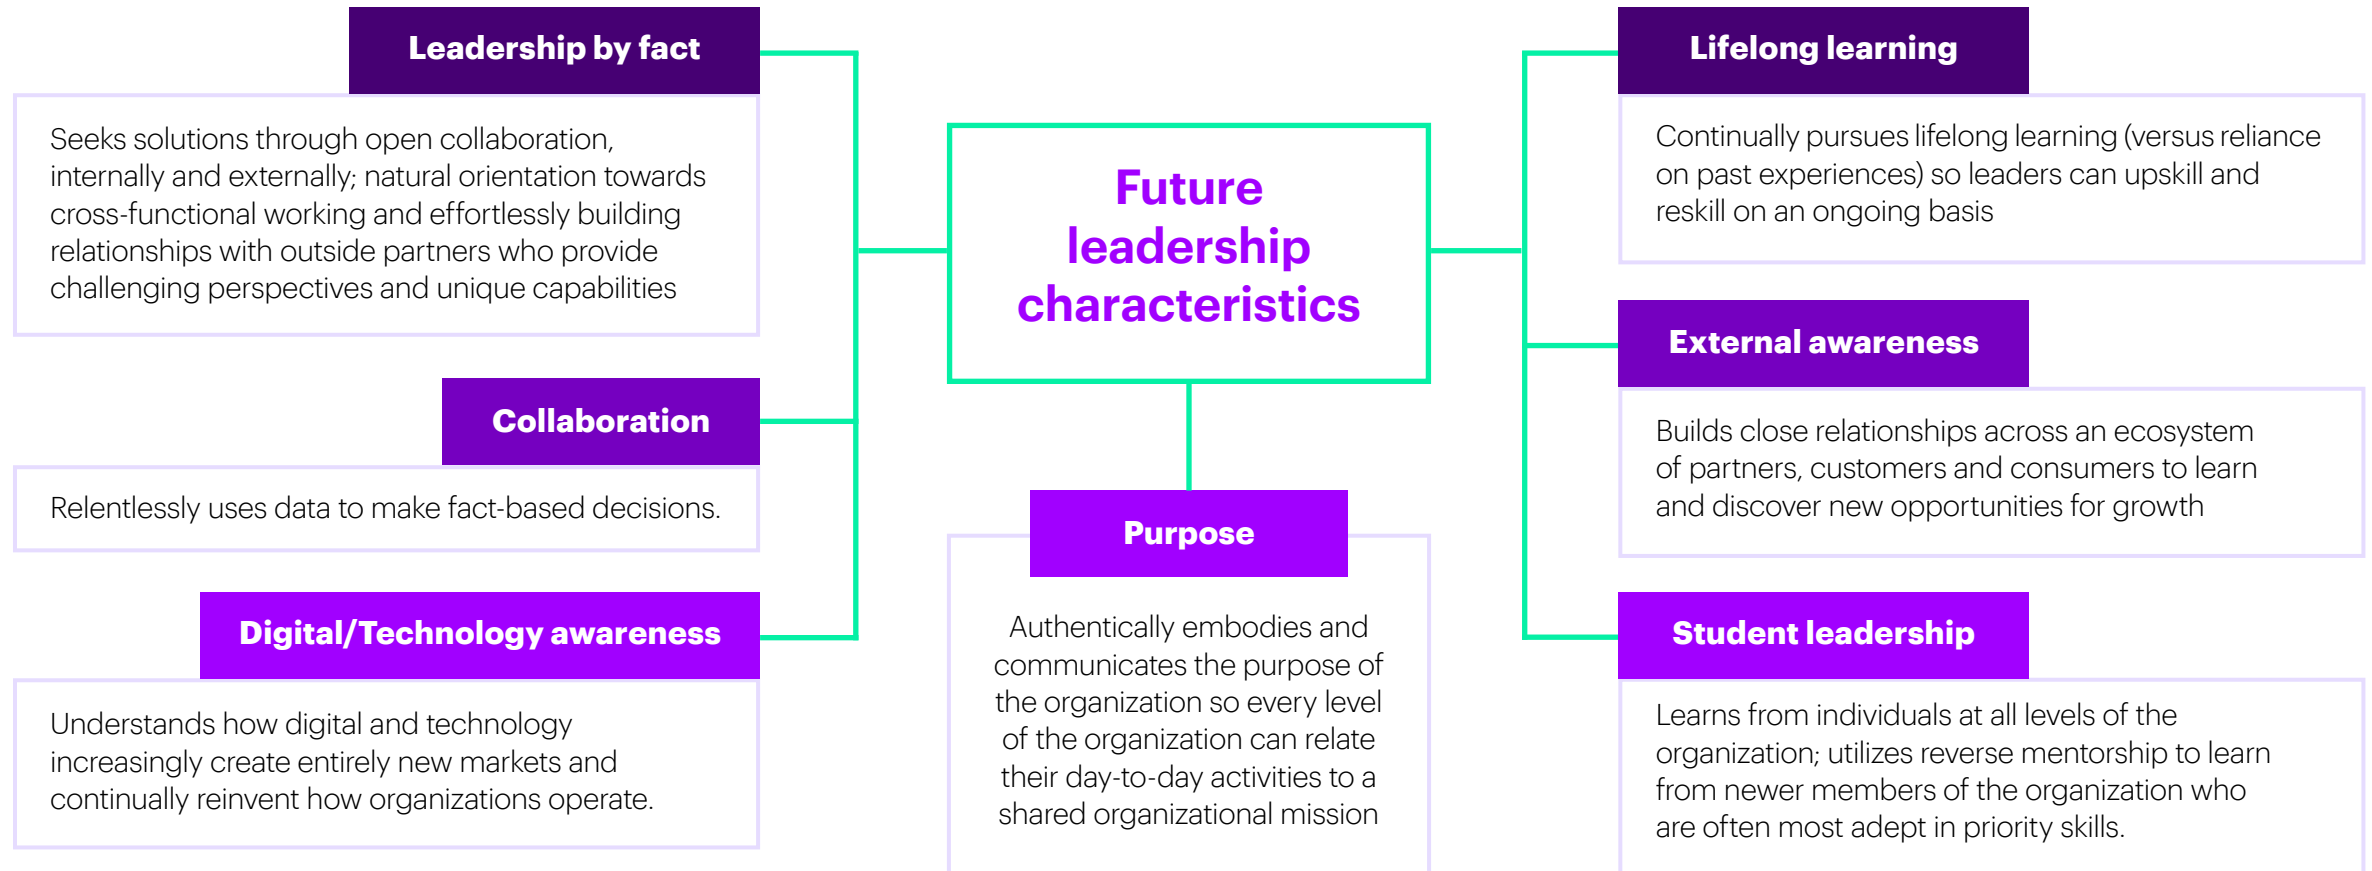 Leadership by fact
Seeks solutions through open collaboration,
internally and externally; natural orientation towards
cross-functional working and effortlessly building
relationships with outside partners who provide
challenging perspectives and unique capabilities
Collaboration
Relentlessly uses data to make fact-based decisions.
Digital/Technology awareness
Understands how digital and technology
increasingly create entirely new markets and
continually reinvent how organizations operate.
Future
leadership
characteristics
Purpose
Authentically embodies and
communicates the purpose of
the organization so every level
of the organization can relate
their day-to-day activities to a
shared organizational mission
Lifelong learning
Continually pursues lifelong learning (versus reliance
on past experiences) so leaders can upskill and
reskill on an ongoing basis
External awareness
Builds close relationships across an ecosystem
of partners, customers and consumers to learn
and discover new opportunities for growth
Student leadership
Learns from individuals at all levels of the
organization; utilizes reverse mentorship to learn
from newer members of the organization who
are often most adept in priority skills.